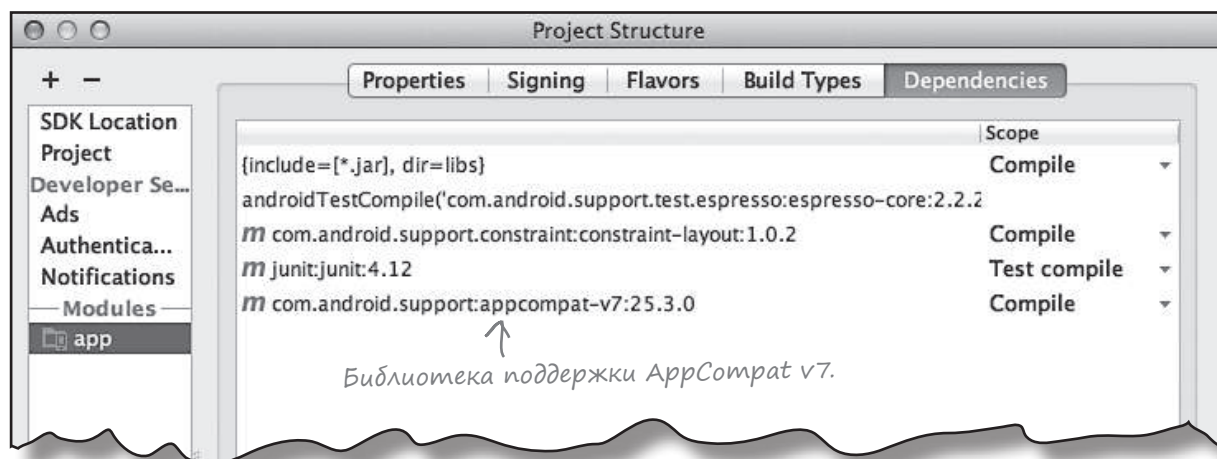 Project Structure
+ −
Properties Signing Flavors Build Types Dependencies
SDK Location
Project
Developer Se...
Ads
Authentica...
Notifications
Modules
app
Scope
{include=[*.jar], dir=libs} Compile
androidTestCompile('com.android.support.test.espresso:espresso-core:2.2.2
m com.android.support.constraint:constraint-layout:1.0.2 Compile
m junit:junit:4.12 Test compile
m com.android.support:appcompat-v7:25.3.0 Compile
Библиотека поддержки AppCompat v7.